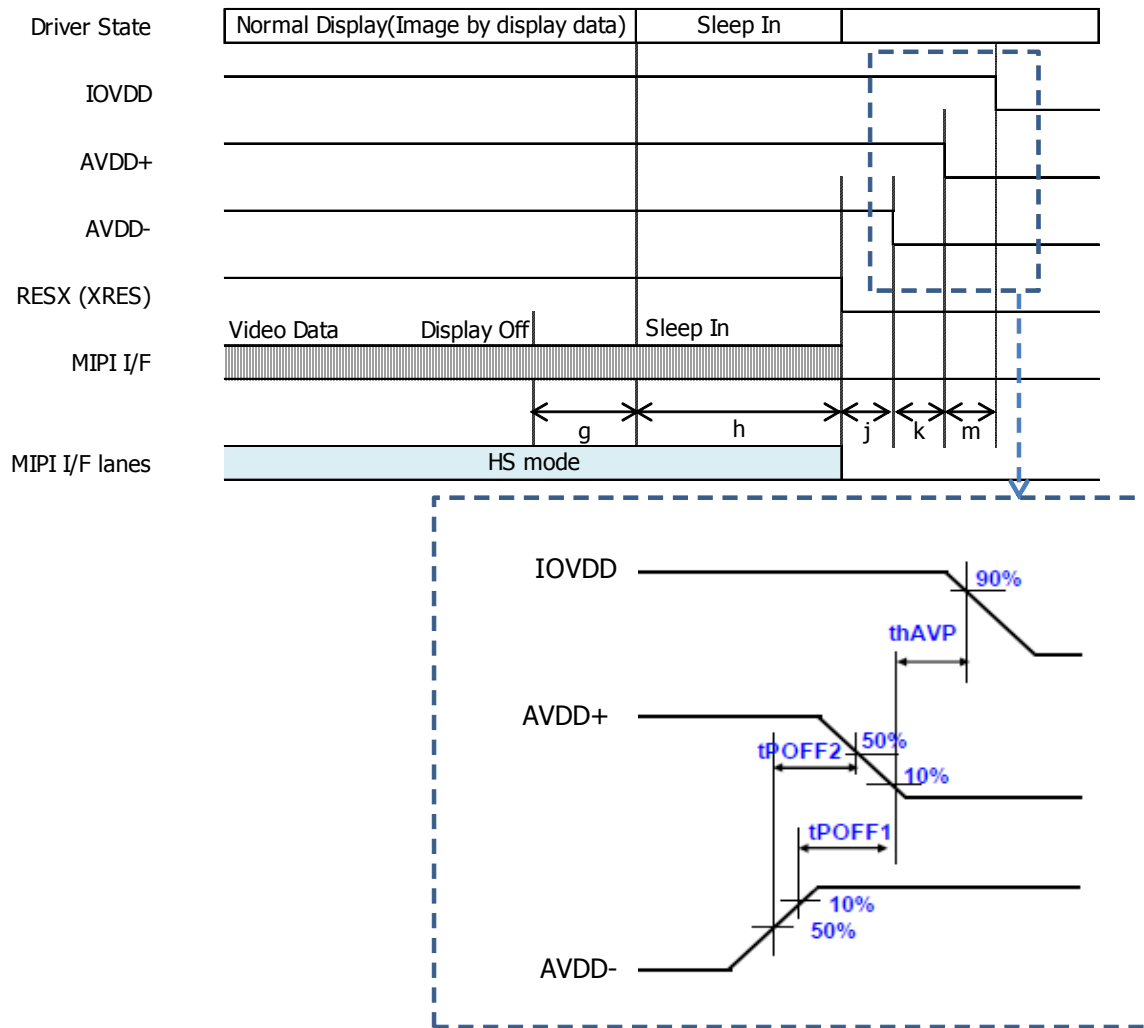 Driver State
Normal Display(Image by display data)
Sleep In
IOVDD
AVDD+
AVDD-
RESX (XRES)
Video Data
Display Off
Sleep In
MIPI I/F
g
h
j
k
m
MIPI I/F lanes
HS mode
IOVDD
90%
thAVP
AVDD+
tPOFF2
50%
10%
tPOFF1
10%
50%
AVDD-